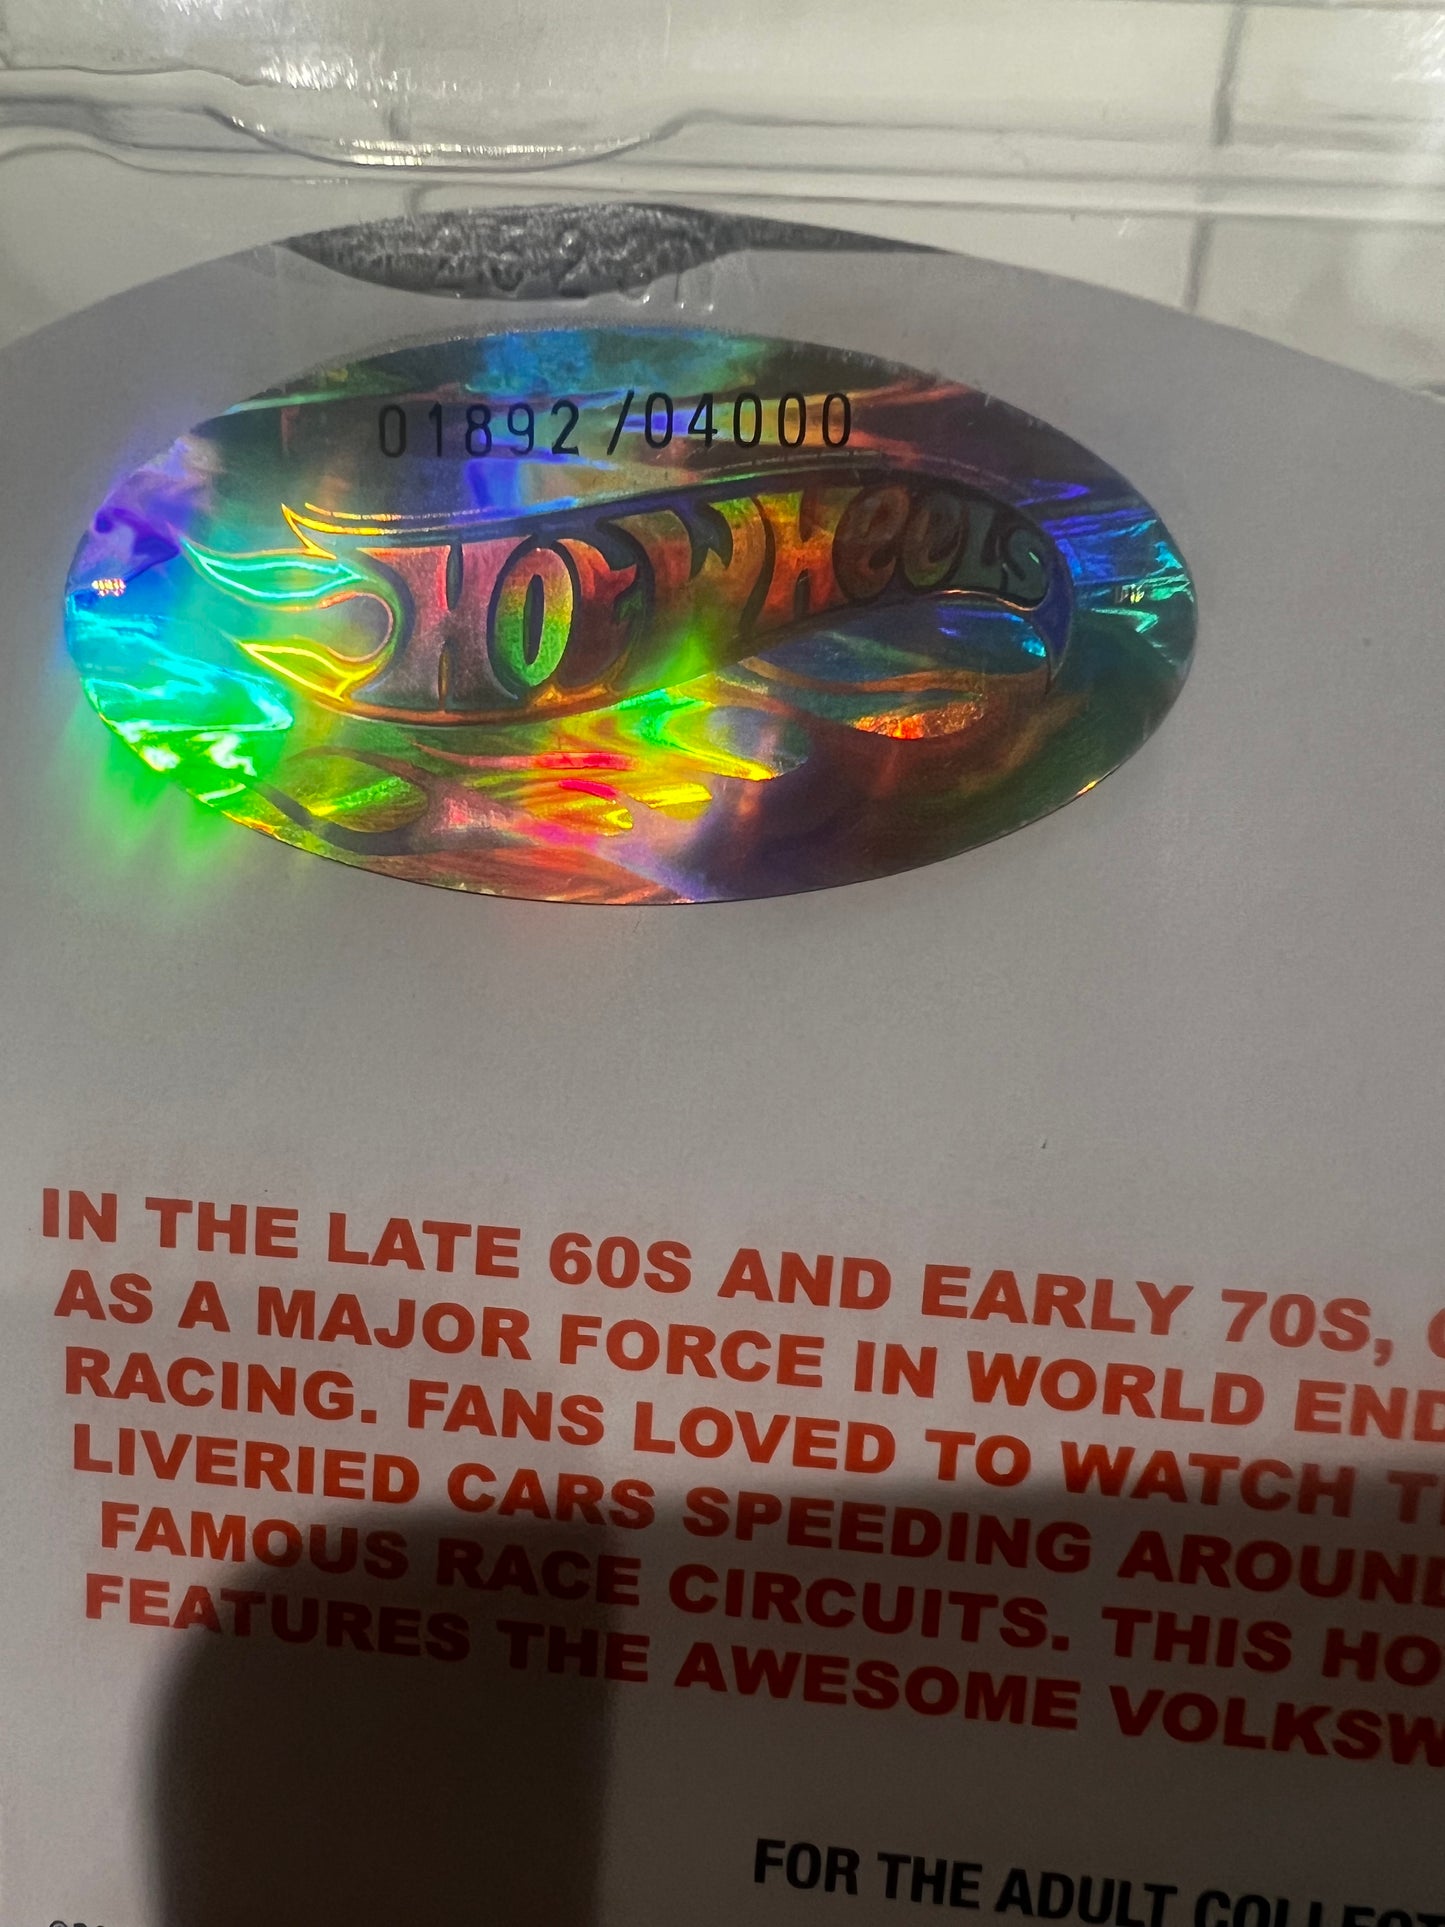 01892/04000
HOT WHEELS
IN THE LATE 60S AND EARLY 70S,
AS A MAJOR FORCE IN WORLD
RACING. FANS LOVED TO WATCH
LIVERIED CARS SPEEDING AROUND
FAMOUS RACE CIRCUITS. THIS
FEATURES THE AWESOME
FOR THE ADULT